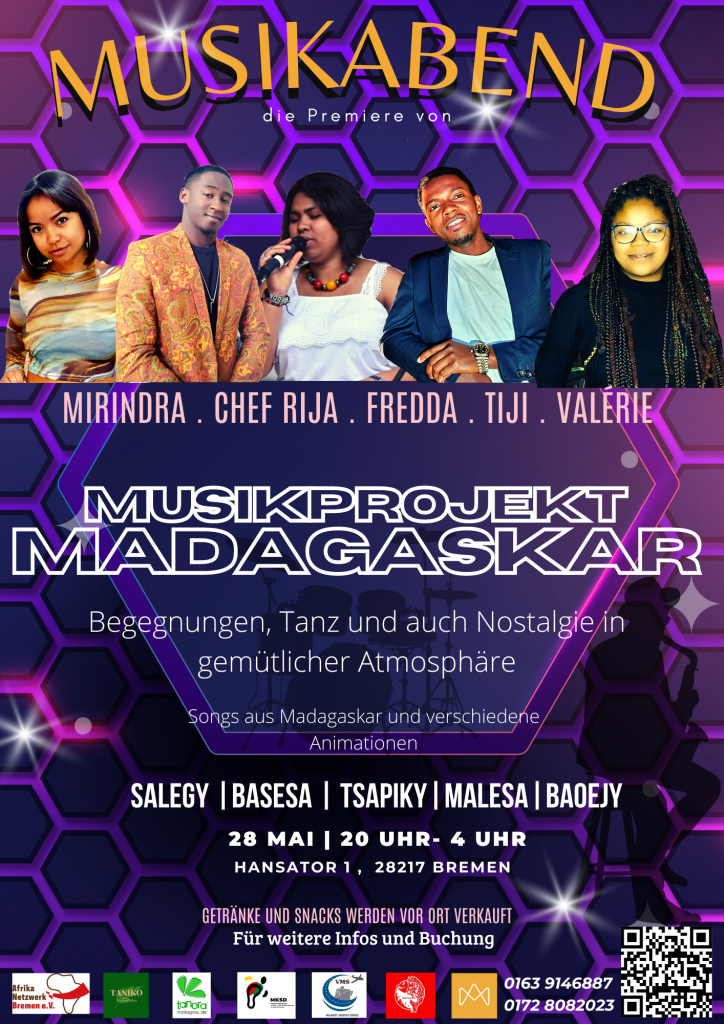 MUSIKABEND
die Premiere von
MIRINDRA . CHEF RIJA . FREDDA . TIJI . VALÉRIE
MUSIKPROJEKT
MADAGASKAR
Begegnungen, Tanz und auch Nostalgie in
gemütlicher Atmosphäre
Songs aus Madagaskar und verschiedene
Animationen
SALEGY | BASESA | TSAPIKY | MALESA | BAOEJY
28 MAI | 20 UHR- 4 UHR
HANSATOR 1 , 28217 BREMEN
GETRÄNKE UND SNACKS WERDEN VOR ORT VERKAUFT
Für weitere Infos und Buchung
Afrika
Netzwerk
Bremen e.V.
TANIKO
tanora
malagasy.de
MKSD
VMS
0163 9146887
0172 8082023